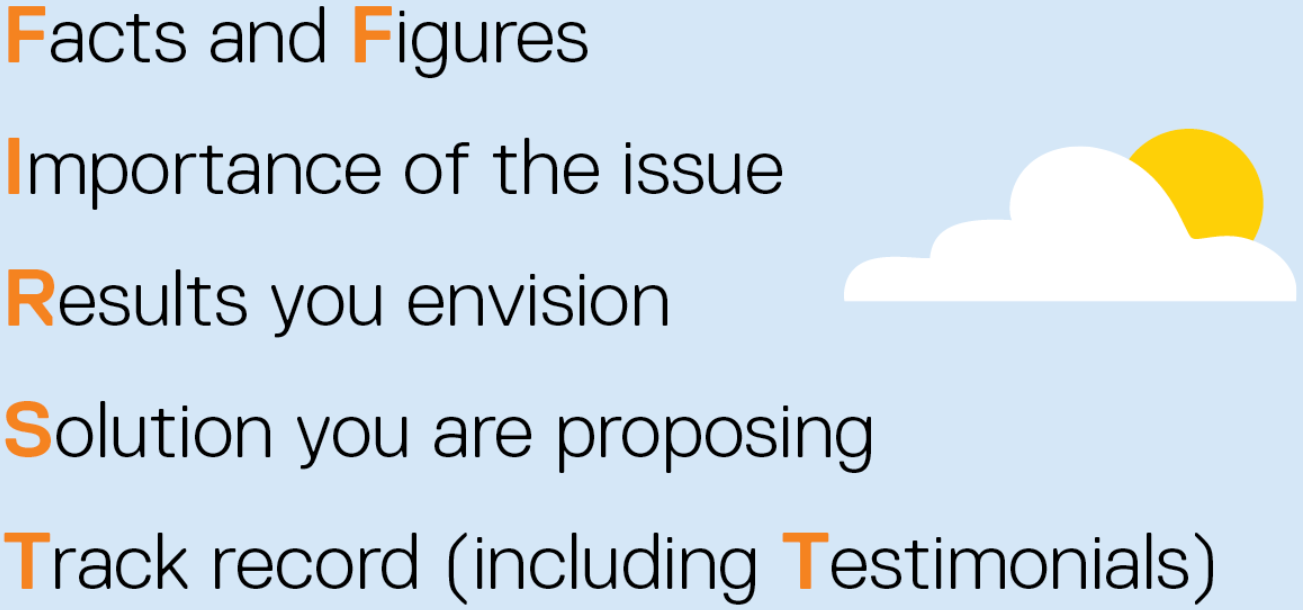 Facts and Figures
Importance of the issue
Results you envision
Solution you are proposing
Track record (including Testimonials)